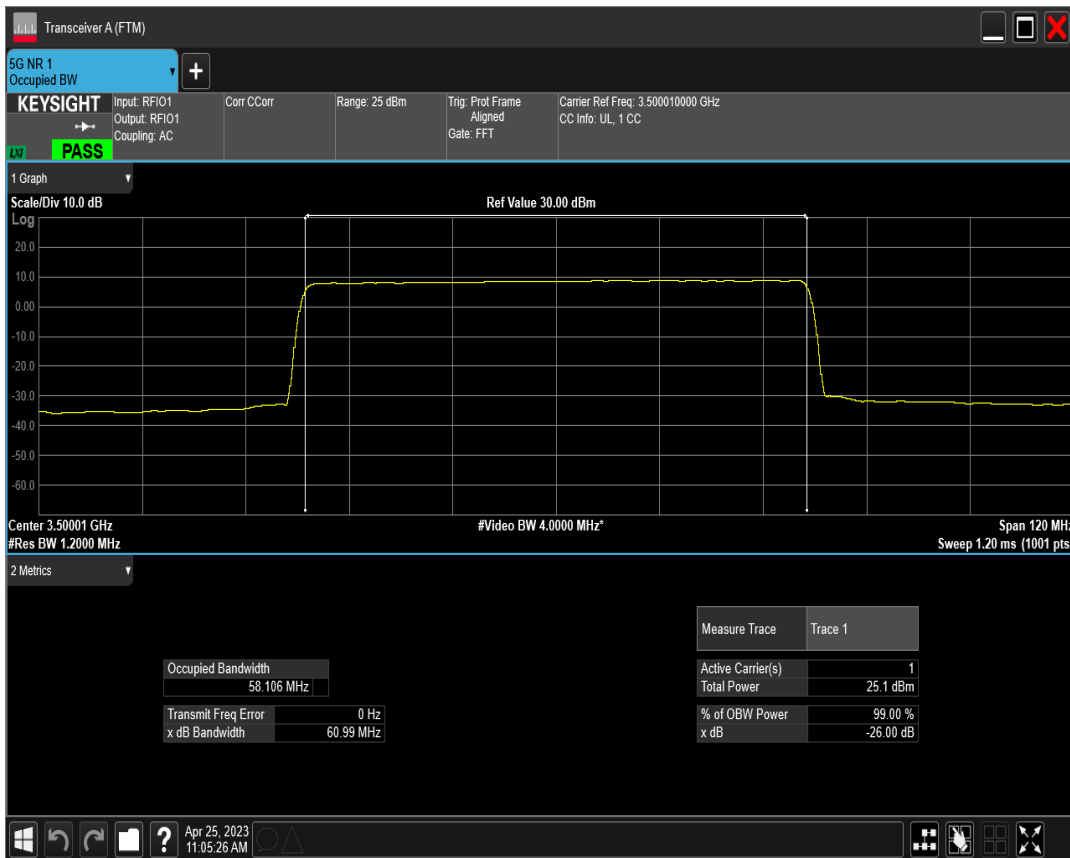 Transceiver A (FTM)
5G NR 1
Occupied BW
+
KEYSIGHT
LXI
PASS
Input: RFIO1
Output: RFIO1
Coupling: AC
Corr CCorr
Range: 25 dBm
Trig: Prot Frame
Aligned
Gate: FFT
Carrier Ref Freq: 3.500010000 GHz
CC Info: UL, 1 CC
1 Graph
Scale/Div 10.0 dB
Ref Value 30.00 dBm
Log
20.0
10.0
0.00
-10.0
-20.0
-30.0
-40.0
-50.0
-60.0
Center 3.50001 GHz
#Video BW 4.0000 MHz*
Span 120 MHz
#Res BW 1.2000 MHz
Sweep 1.20 ms (1001 pts
2 Metrics
Measure Trace Trace 1
Occupied Bandwidth
58.106 MHz
Active Carrier(s) 1
Total Power 25.1 dBm
Transmit Freq Error 0 Hz
x dB Bandwidth 60.99 MHz
% of OBW Power 99.00 %
x dB -26.00 dB
?
Apr 25, 2023
11:05:26 AM